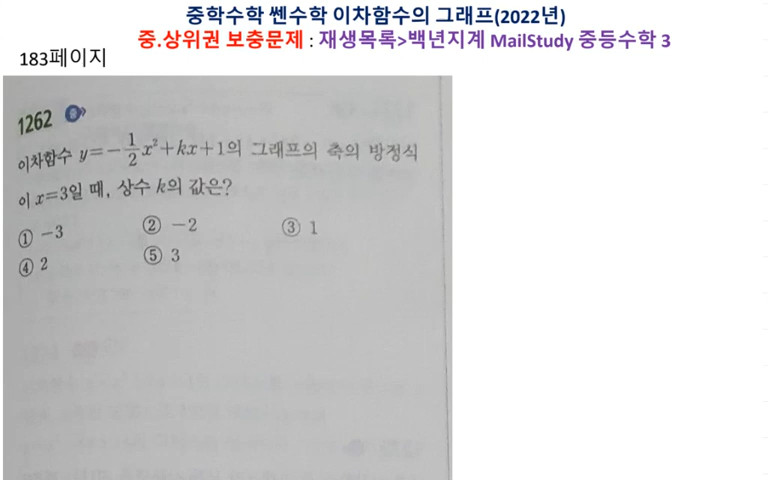 중학수학 쎈수학 이차함수의 그래프(2022년)
중.상위권 보충문제 : 재생목록>백년지계 MailStudy 중등수학 3
183페이지
1262 중
이차함수 y=-1/2x²+kx+1의 그래프의 축의 방정식
이 x=3일 때, 상수 k의 값은?
① -3 ② -2 ③ 1
④ 2 ⑤ 3